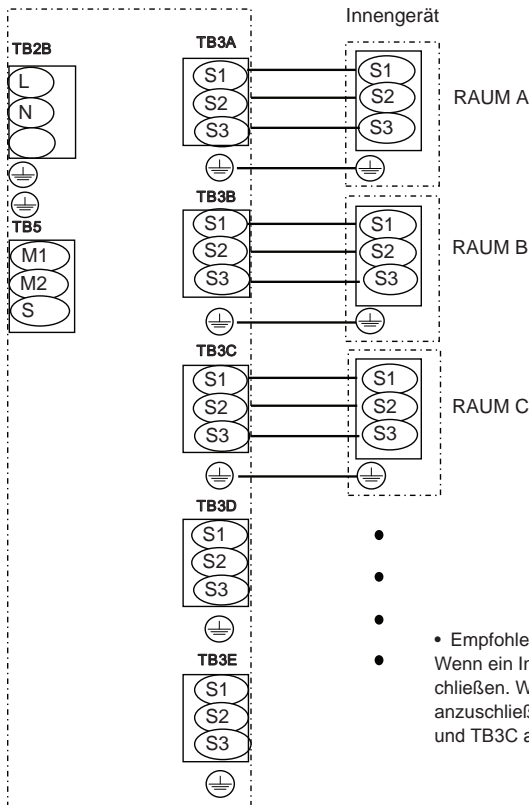 Innengerät
TB2B
L
N
TB5
M1
M2
S
TB3A
S1
S2
S3
S1
S2
S3
RAUM A
TB3B
S1
S2
S3
S1
S2
S3
RAUM B
TB3C
S1
S2
S3
S1
S2
S3
RAUM C
TB3D
S1
S2
S3
TB3E
S1
S2
S3
• Empfohle
Wenn ein In
chließen. W
anzuschließ
und TB3C a